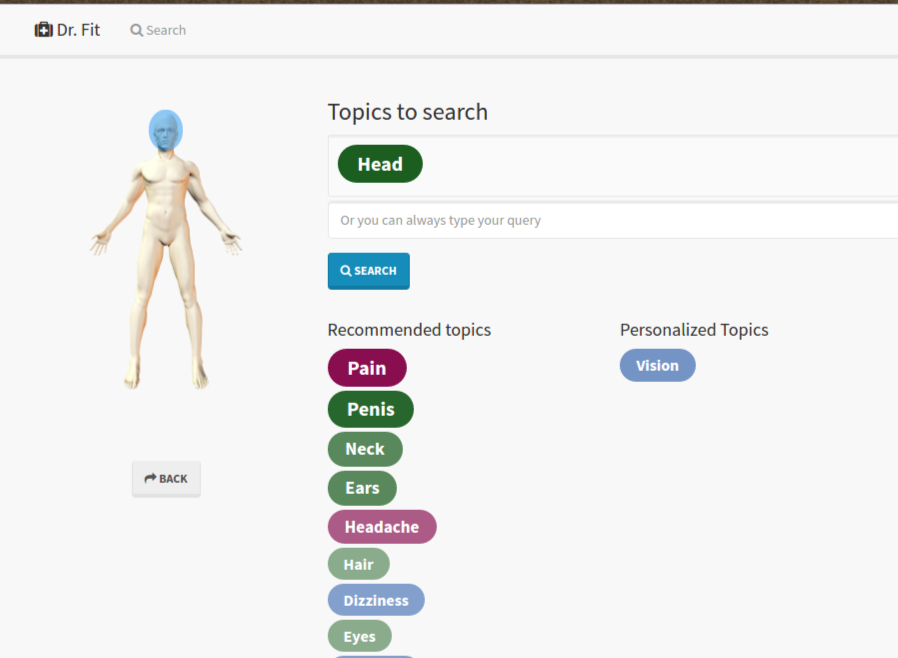 Dr. Fit
Search
Topics to search
Head
Or you can always type your query
SEARCH
Recommended topics
Pain
Penis
Neck
Ears
Headache
Hair
Dizziness
Eyes
Personalized Topics
Vision
BACK